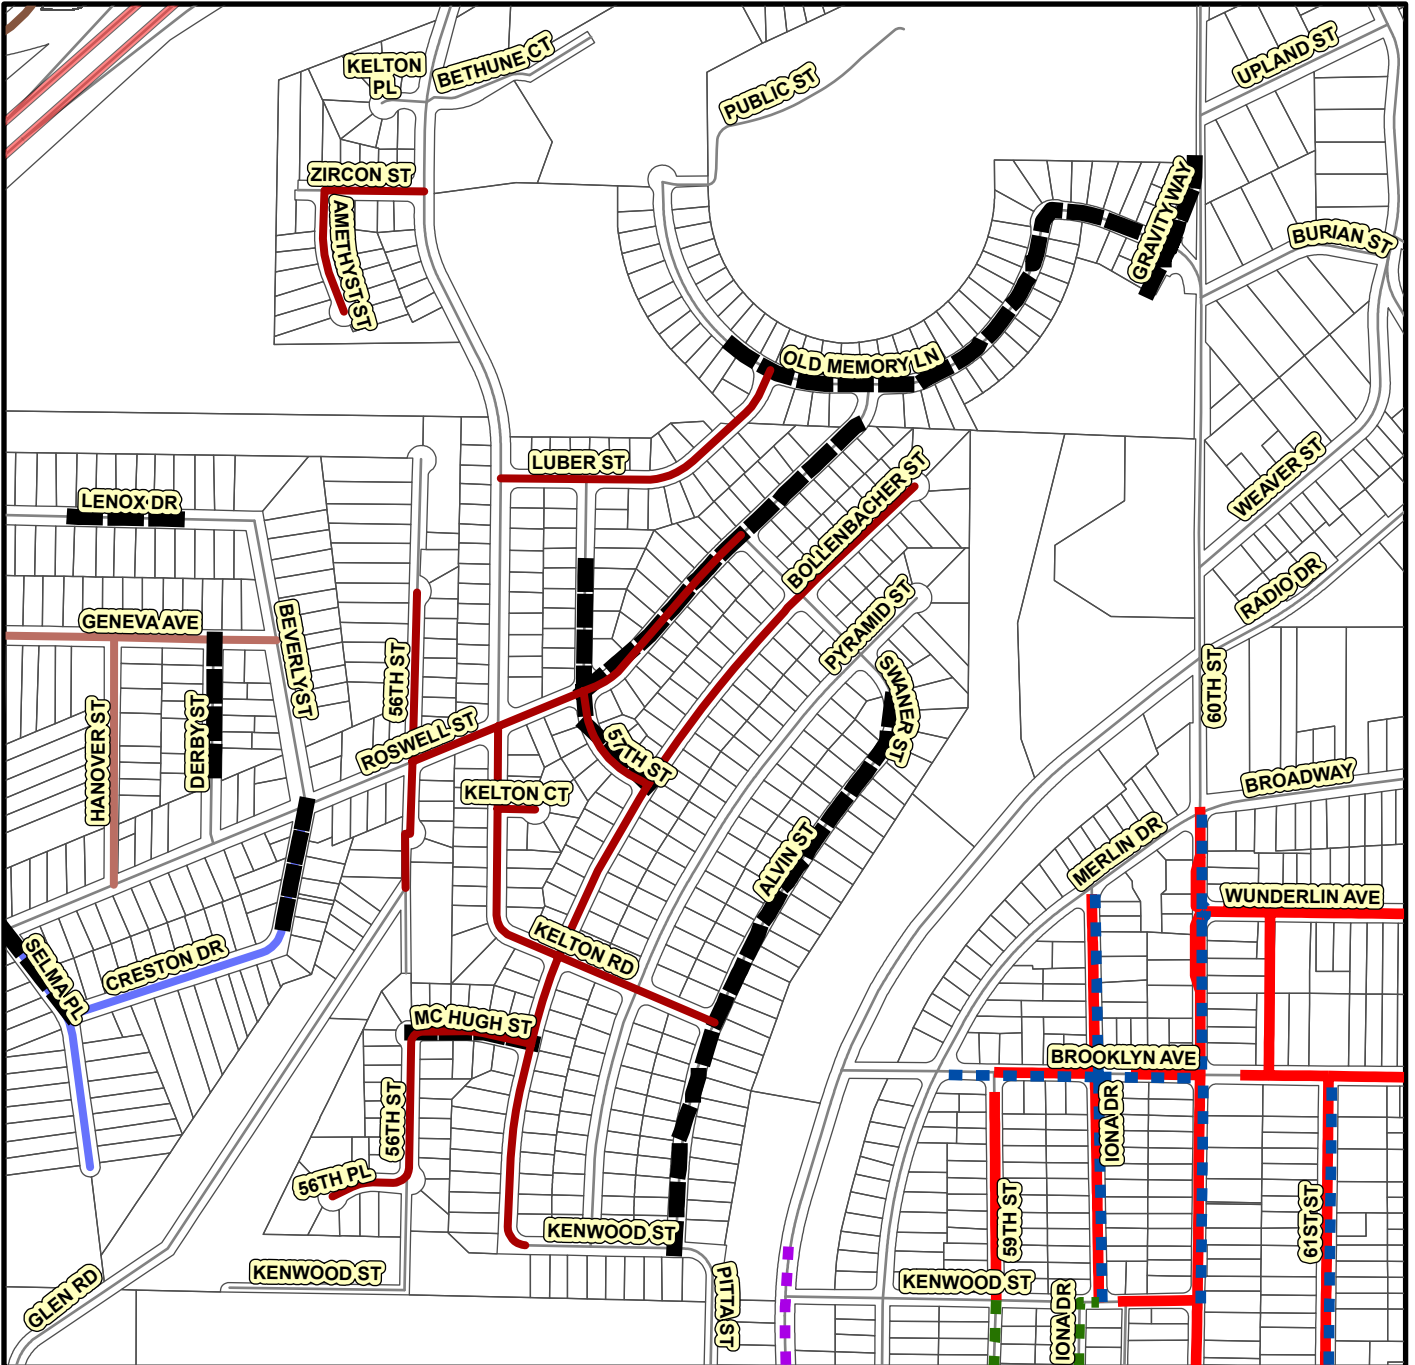 KELTON
PL
BETHUNE CT
PUBLIC ST
UPLAND ST
ZIRCON ST
AMETHYST ST
GRAVITY WAY
BURIAN ST
OLD MEMORY LN
LUBER ST
BOLLENBACHER ST
WEAVER ST
LENOX DR
RADIO DR
PYRAMID ST
GENEVA AVE
BEVERLY ST
56TH ST
SWANER ST
60TH ST
HANOVER ST
DERBY ST
ROSWELL ST
57TH ST
KELTON CT
BROADWAY
MERLIN DR
ALVIN ST
WUNDERLIN AVE
SELMA PL
CRESTON DR
KELTON RD
MC HUGH ST
BROOKLYN AVE
56TH ST
IONA DR
56TH PL
59TH ST
61ST ST
KENWOOD ST
KENWOOD ST
KENWOOD ST
GLEN RD
PITTA ST
IONA DR